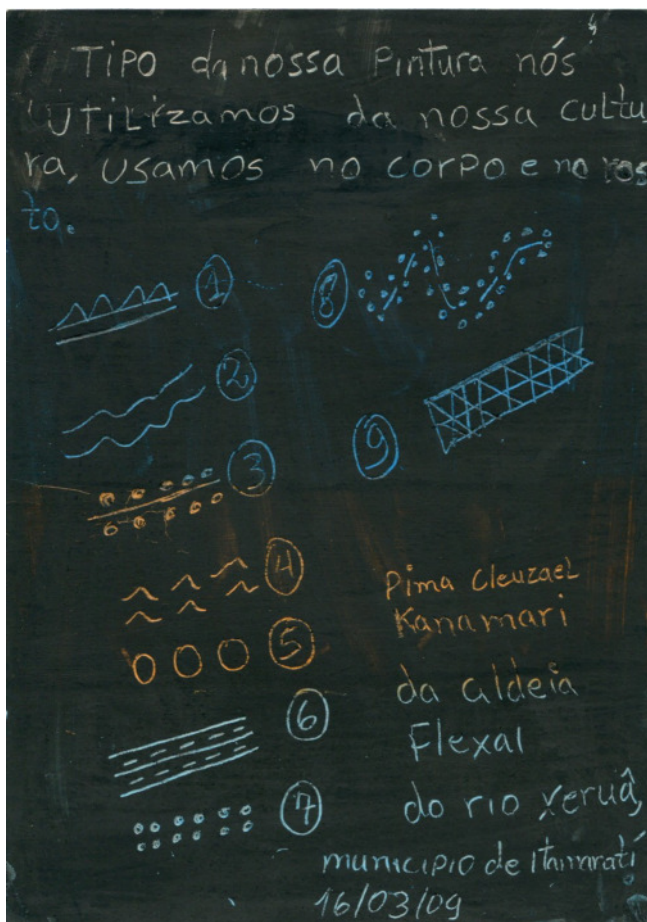 Tipo da nossa Pintura nós
UTiLizamos da nossa cultu
ra, usamos no corpo e no ros
to.
1
2
3
4
5
6
7
8
9
Pima Cleuzael
Kanamari
da aldeia
Flexal
do rio xeruâ,
municipio de Itamaratí
16/03/09